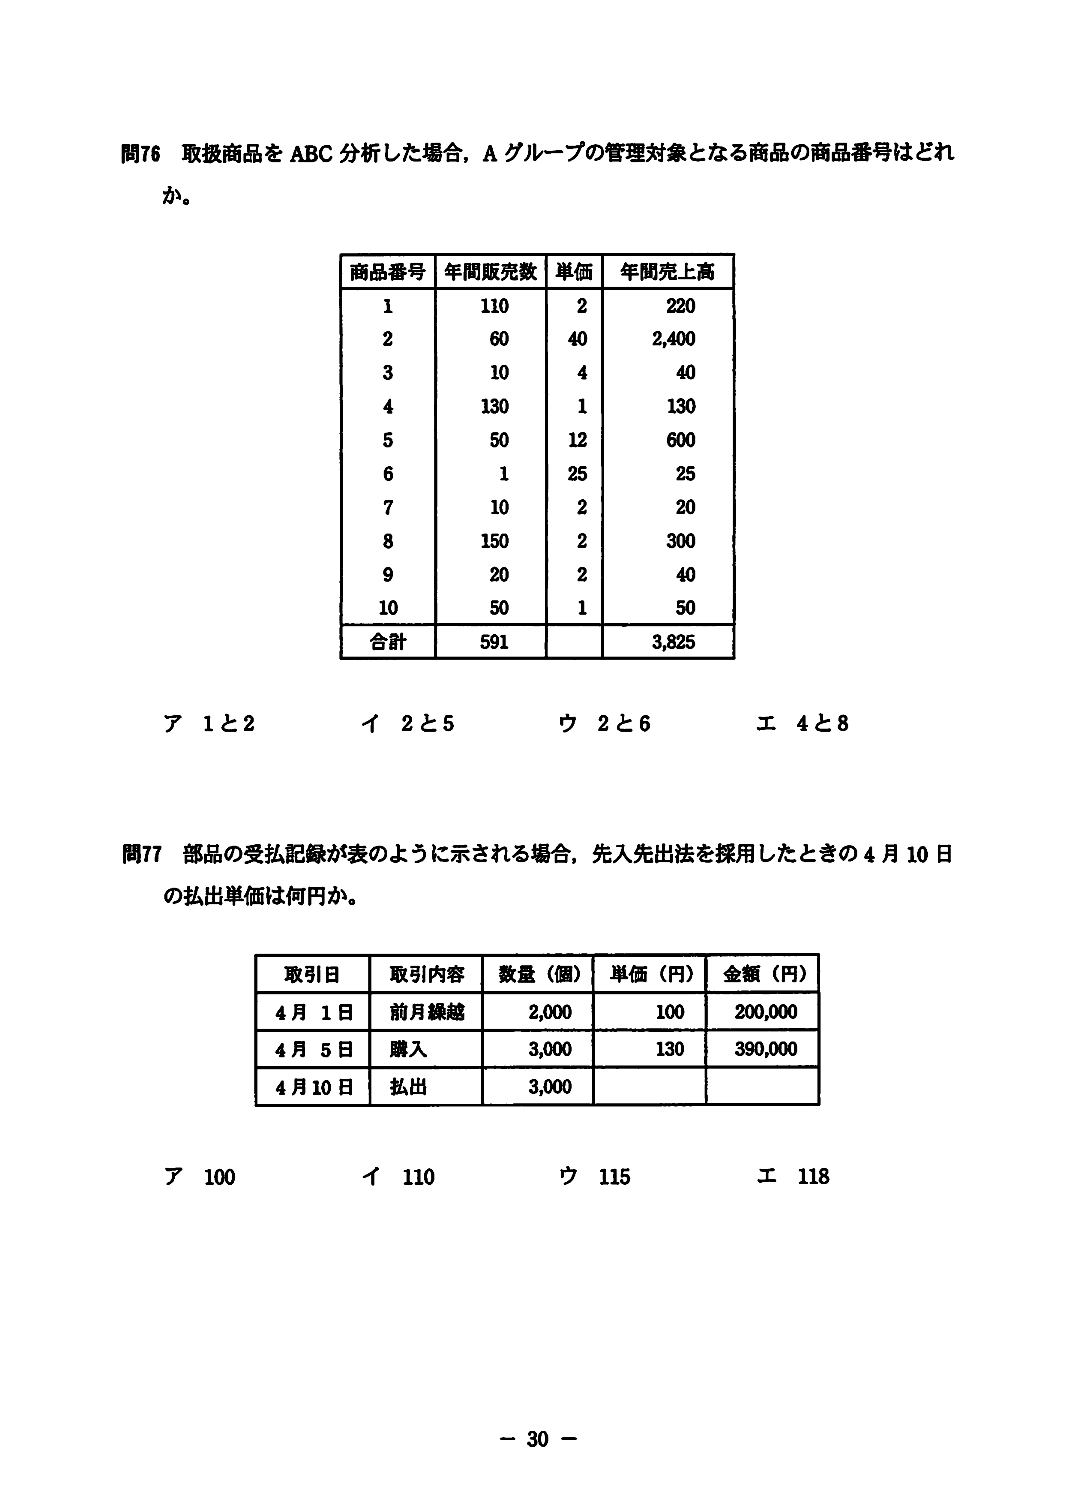 問76 取扱商品を ABC 分析した場合，A グループの管理対象となる商品の商品番号はどれ
か。
商品番号 年間販売数 単価 年間売上高
1 110 2 220
2 60 40 2,400
3 10 4 40
4 130 1 130
5 50 12 600
6 1 25 25
7 10 2 20
8 150 2 300
9 20 2 40
10 50 1 50
合計 591 3,825
ア 1と2 イ 2と5 ウ 2と6 エ 4と8
問77 部品の受払記録が表のように示される場合，先入先出法を採用したときの 4 月 10 日
の払出単価は何円か。
取引日 取引内容 数量（個） 単価（円） 金額（円）
4月 1日 前月繰越 2,000 100 200,000
4月 5日 購入 3,000 130 390,000
4月10日 払出 3,000
ア 100 イ 110 ウ 115 エ 118
－ 30 －